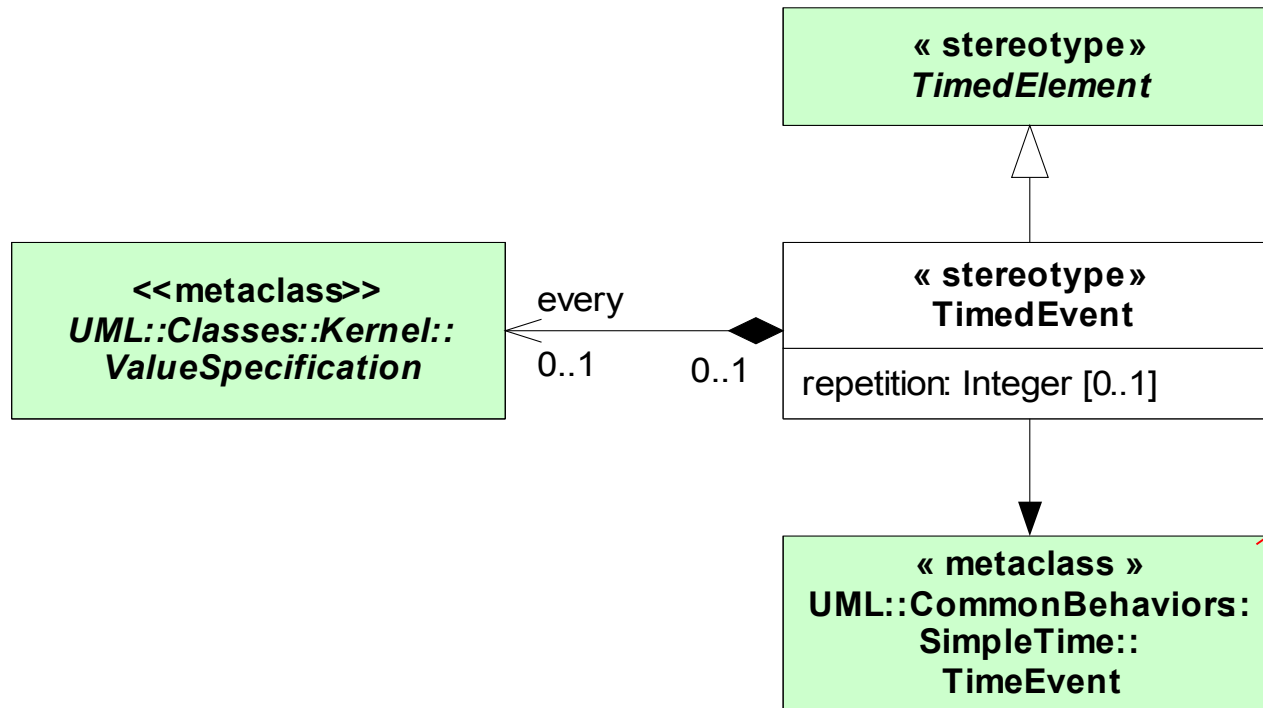 « stereotype»
TimedElement
<<metaclass>>
UML::Classes::Kernel::
ValueSpecification
every
0..1
0..1
« stereotype»
TimedEvent
repetition: Integer [0..1]
« metaclass »
UML::CommonBehaviors::
SimpleTime::
TimeEvent